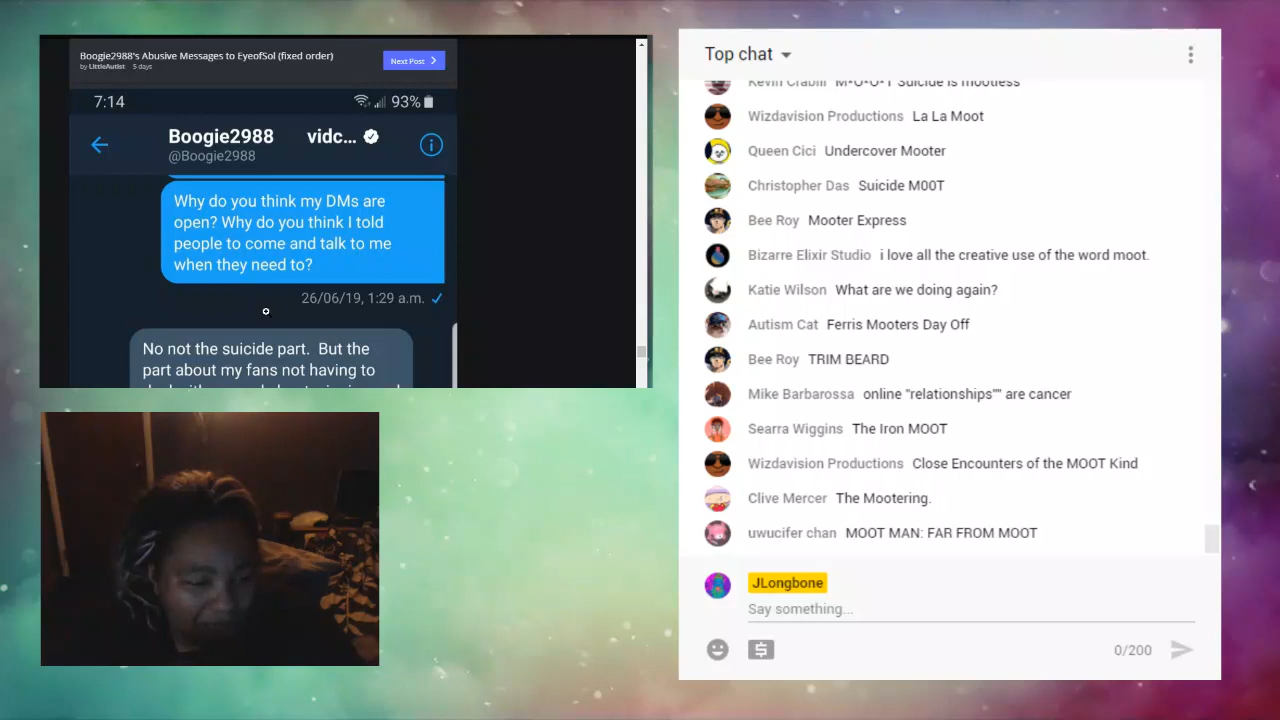 Boogie2988's Abusive Messages to EyeofSol (fixed order)
by LittleAutist 5 days
Next Post
7:14
93%
Boogie2988 vidc...
@Boogie2988
Why do you think my DMs are
open? Why do you think I told
people to come and talk to me
when they need to?
26/06/19, 1:29 a.m.
No not the suicide part. But the
part about my fans not having to
Top chat
Kevin Crabill M-O-O-T Suicide is mootless
Wizdavision Productions La La Moot
Queen Cici Undercover Mooter
Christopher Das Suicide M00T
Bee Roy Mooter Express
Bizarre Elixir Studio i love all the creative use of the word moot.
Katie Wilson What are we doing again?
Autism Cat Ferris Mooters Day Off
Bee Roy TRIM BEARD
Mike Barbarossa online "relationships"" are cancer
Searra Wiggins The Iron MOOT
Wizdavision Productions Close Encounters of the MOOT Kind
Clive Mercer The Mootering.
uwucifer chan MOOT MAN: FAR FROM MOOT
JLongbone
Say something...
0/200